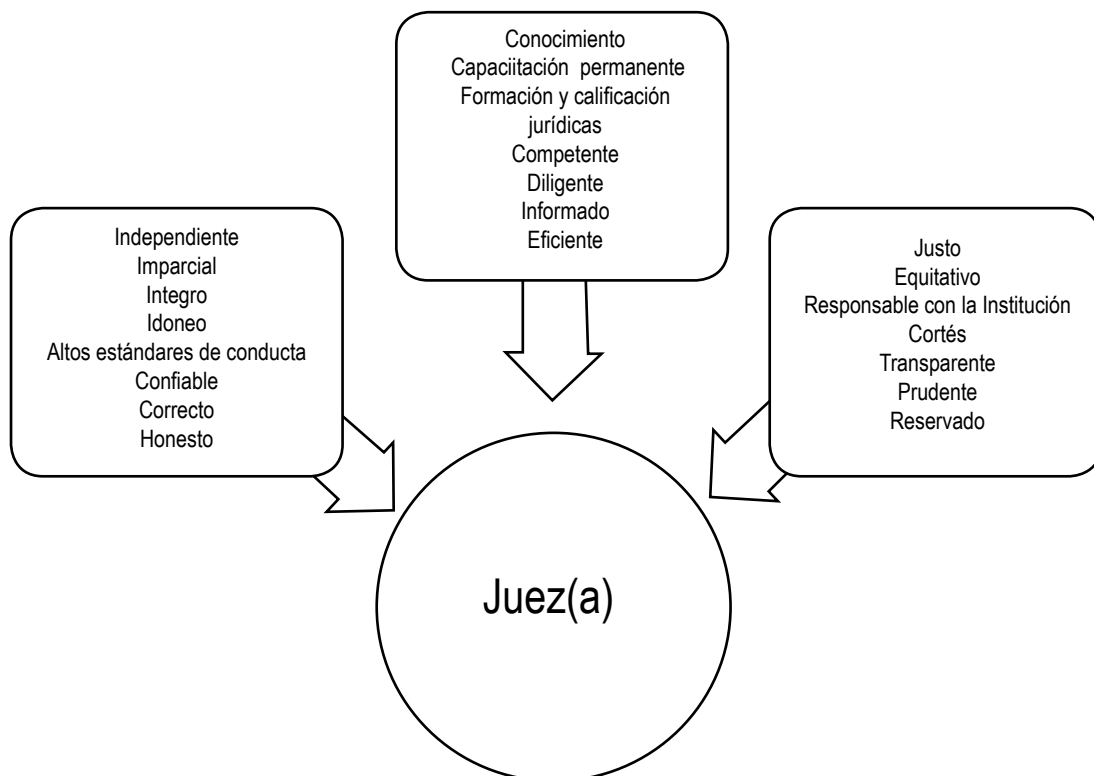 Conocimiento
Capaciitación permanente
Formación y calificación
jurídicas
Competente
Diligente
Informado
Eficiente
Independiente
Imparcial
Integro
Idoneo
Altos estándares de conducta
Confiable
Correcto
Honesto
Justo
Equitativo
Responsable con la Institución
Cortés
Transparente
Prudente
Reservado
Juez(a)